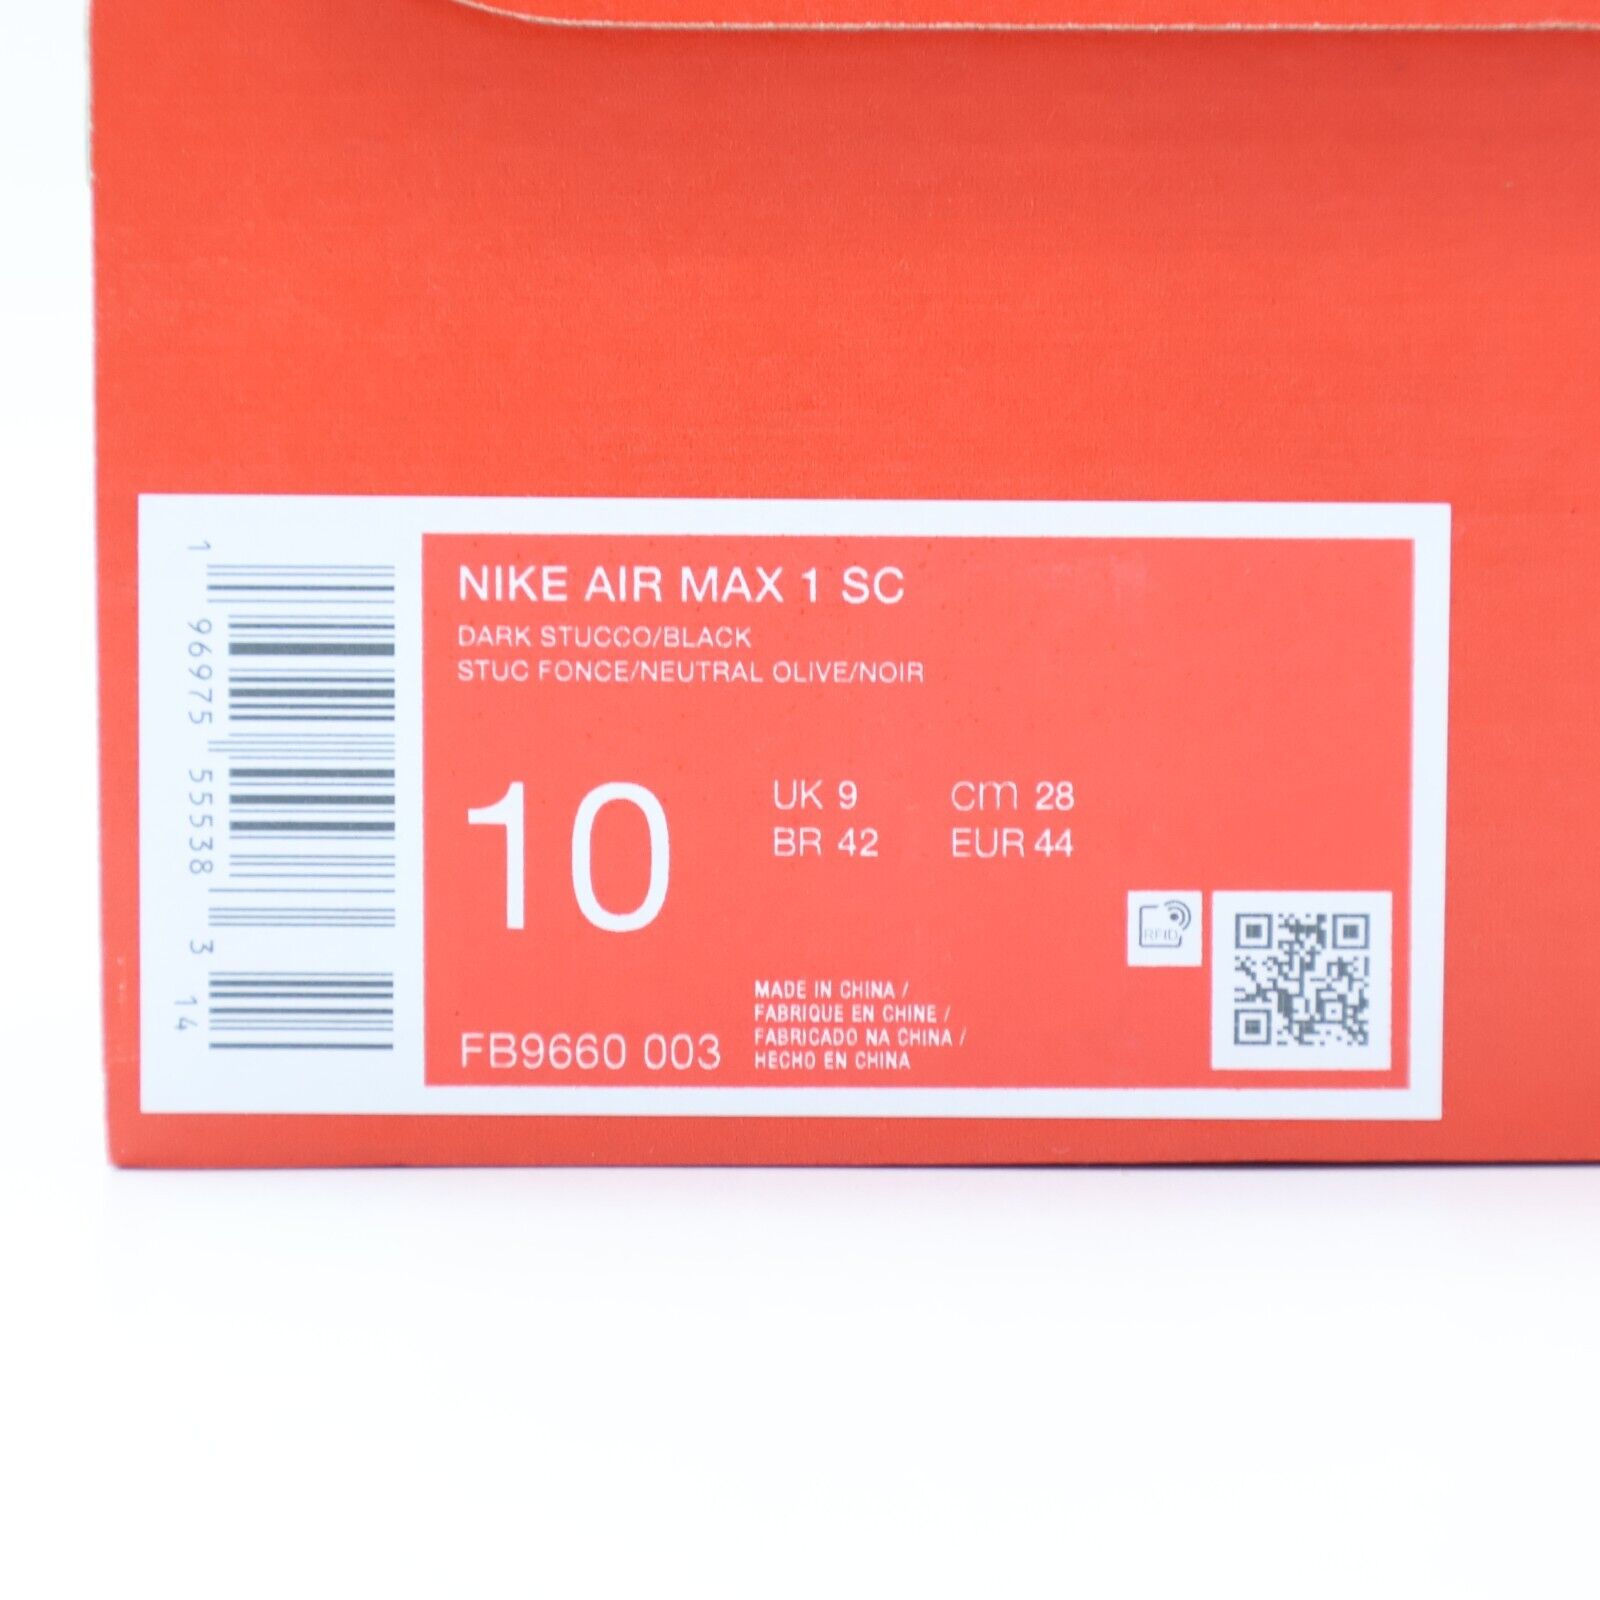 NIKE AIR MAX 1 SC
DARK STUCCO/BLACK
STUC FONCE/NEUTRAL OLIVE/NOIR
10
UK 9 cm 28
BR 42 EUR 44
RFID
MADE IN CHINA /
FABRIQUE EN CHINE /
FABRICADO NA CHINA /
HECHO EN CHINA
FB9660 003
1 96975 55538 3 14